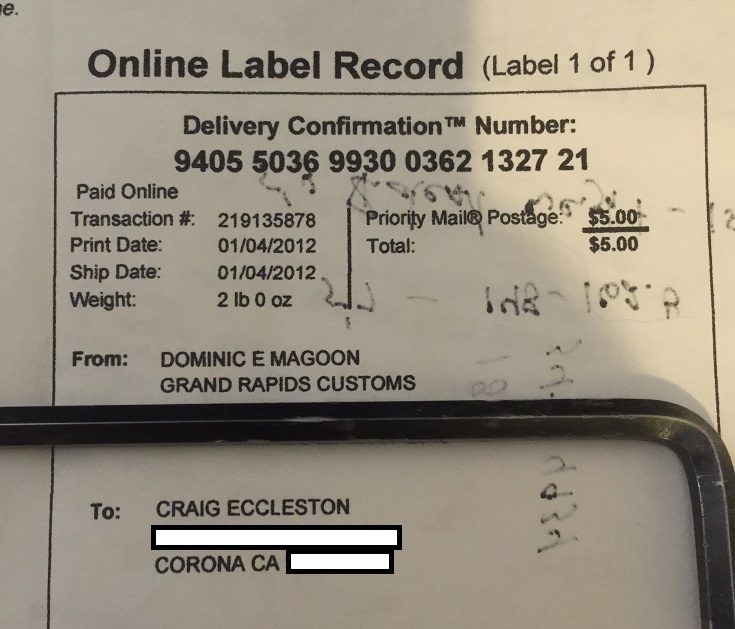 e.
Online Label Record (Label 1 of 1)
Delivery Confirmation™ Number:
9405 5036 9930 0362 1327 21
Paid Online
Transaction #: 219135878
Print Date: 01/04/2012
Ship Date: 01/04/2012
Weight: 2 lb 0 oz
Priority Mail® Postage: $5.00
Total: $5.00
From: DOMINIC E MAGOON
GRAND RAPIDS CUSTOMS
To: CRAIG ECCLESTON
CORONA CA